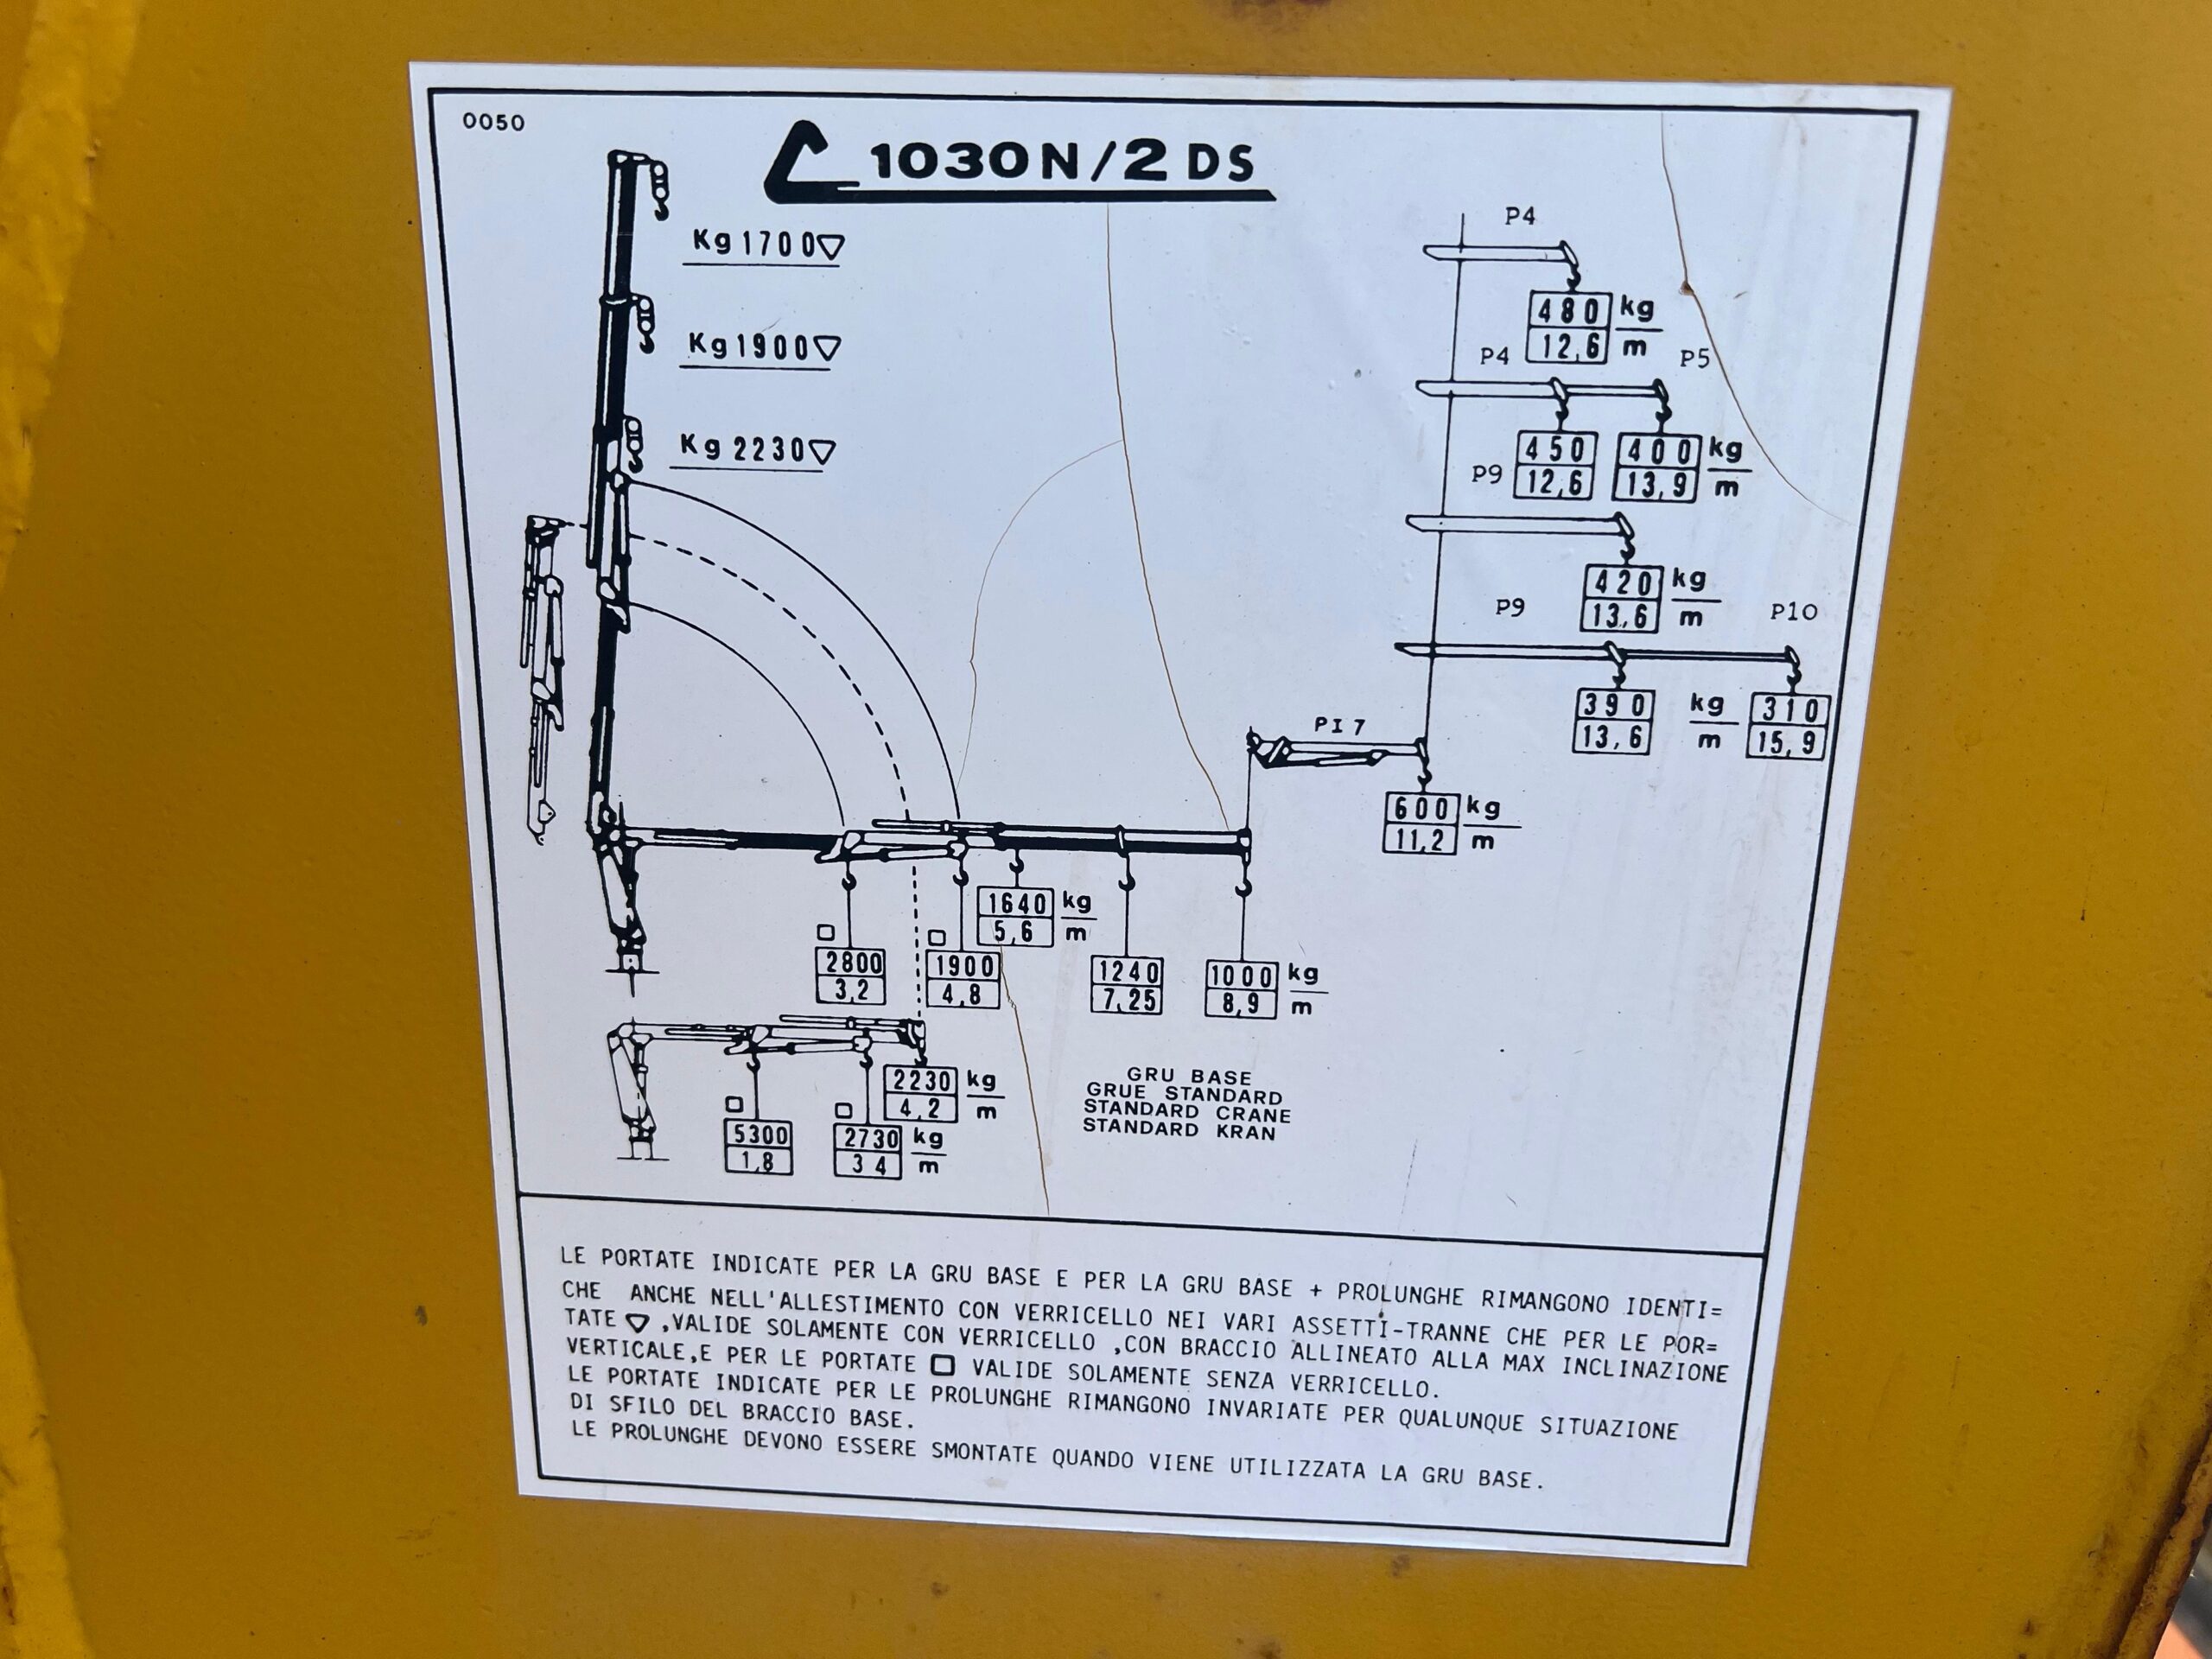 0050
1030N/2 DS
Kg 1700▽
Kg 1900▽
Kg 2230▽
P4
480 kg
12,6 m
P4 P5
450 400 kg
12,6 13,9 m
P9
420 kg
13,6 m
P9 P10
390 kg 310
13,6 m 15,9
PI 7
600 kg
11,2 m
1640 kg
5,6 m
2800 1900 1240 1000 kg
3,2 4,8 7,25 8,9 m
2230 kg
4,2 m
5300 2730 kg
1,8 3 4 m
GRU BASE
GRUE STANDARD
STANDARD CRANE
STANDARD KRAN
LE PORTATE INDICATE PER LA GRU BASE E PER LA GRU BASE + PROLUNGHE RIMANGONO IDENTI=
CHE ANCHE NELL'ALLESTIMENTO CON VERRICELLO NEI VARI ASSETTI-TRANNE CHE PER LE POR=
TATE ▽ ,VALIDE SOLAMENTE CON VERRICELLO ,CON BRACCIO ALLINEATO ALLA MAX INCLINAZIONE
VERTICALE,E PER LE PORTATE □ VALIDE SOLAMENTE SENZA VERRICELLO.
LE PORTATE INDICATE PER LE PROLUNGHE RIMANGONO INVARIATE PER QUALUNQUE SITUAZIONE
DI SFILO DEL BRACCIO BASE.
LE PROLUNGHE DEVONO ESSERE SMONTATE QUANDO VIENE UTILIZZATA LA GRU BASE.